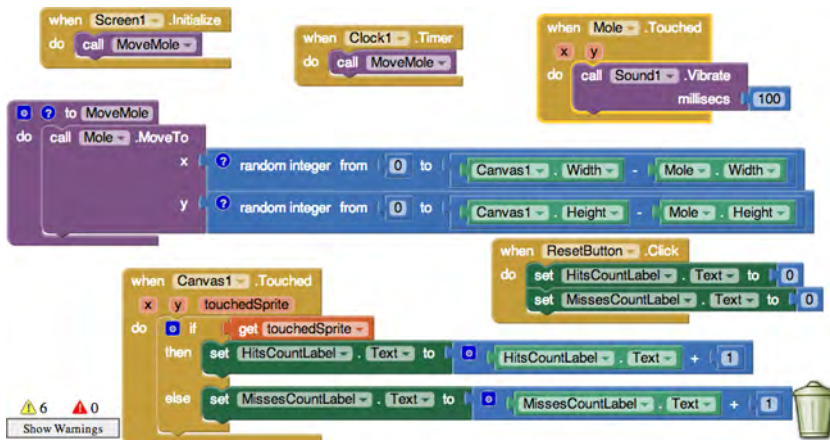 when Screen1 .Initialize
do call MoveMole
when Clock1 .Timer
do call MoveMole
when Mole .Touched
x y
do call Sound1 .Vibrate
millisecs 100
? to MoveMole
do call Mole .MoveTo
x ? random integer from 0 to Canvas1 . Width - Mole . Width
y ? random integer from 0 to Canvas1 . Height - Mole . Height
when ResetButton .Click
do set HitsCountLabel . Text to 0
set MissesCountLabel . Text to 0
when Canvas1 .Touched
x y touchedSprite
do if get touchedSprite
then set HitsCountLabel . Text to HitsCountLabel . Text + 1
else set MissesCountLabel . Text to MissesCountLabel . Text + 1
6 0
Show Warnings